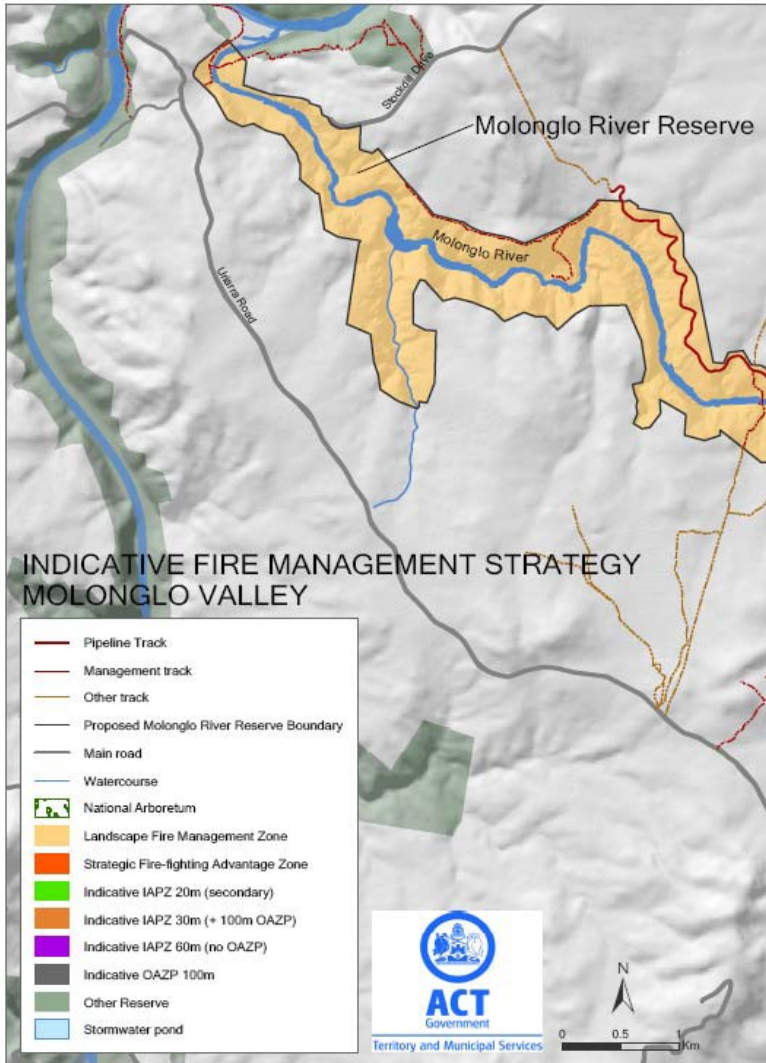 Stockdill Drive
Molonglo River Reserve
Molonglo River
Uriarra Road
INDICATIVE FIRE MANAGEMENT STRATEGY
MOLONGLO VALLEY
Pipeline Track
Management track
Other track
Proposed Molonglo River Reserve Boundary
Main road
Watercourse
National Arboretum
Landscape Fire Management Zone
Strategic Fire-fighting Advantage Zone
Indicative IAPZ 20m (secondary)
Indicative IAPZ 30m (+ 100m OAZP)
Indicative IAPZ 60m (no OAZP)
Indicative OAZP 100m
Other Reserve
Stormwater pond
ACT
Government
Territory and Municipal Services
N
0 0.5 1
Km